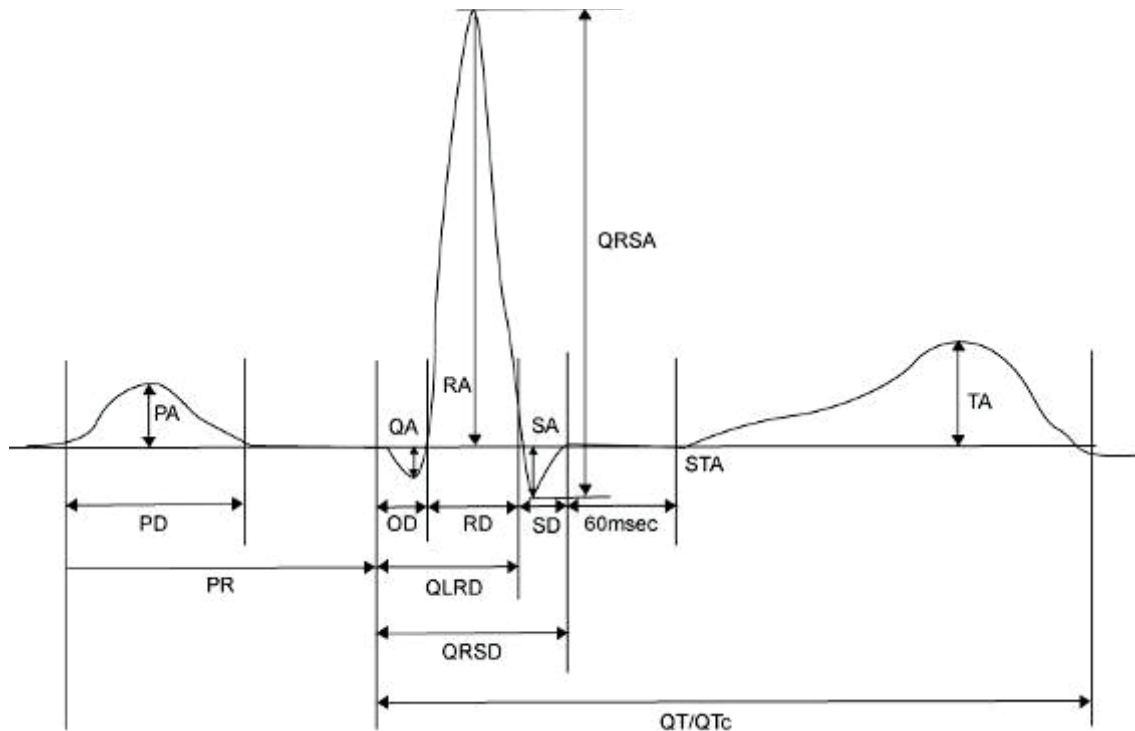 QRSA
RA
PA
QA
SA
TA
STA
PD
OD
RD
SD
60msec
PR
QLRD
QRSD
QT/QTc